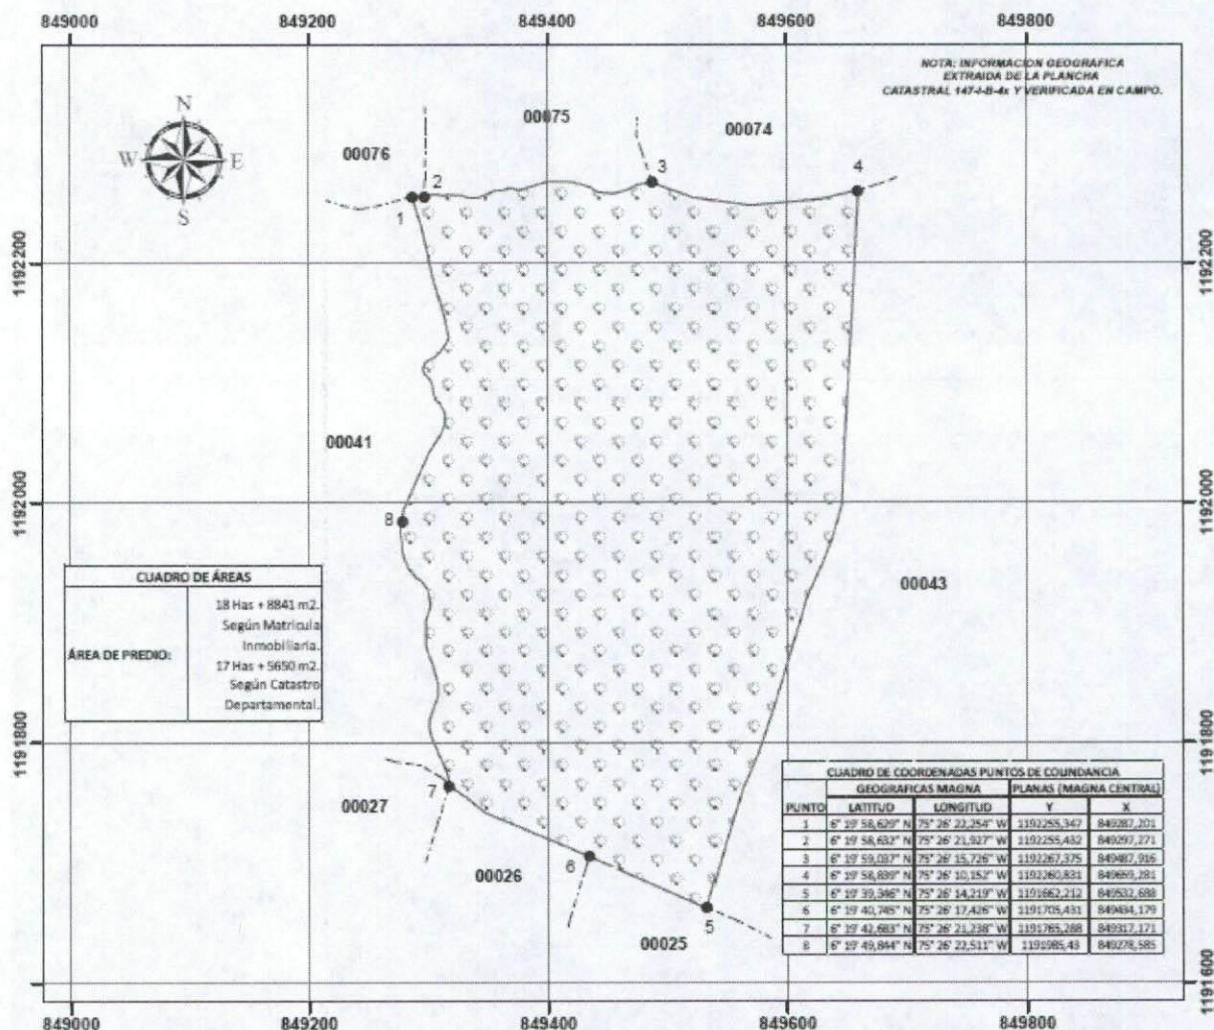 849000 849200 849400 849600 849800
NOTA: INFORMACION GEOGRAFICA
EXTRAIDA DE LA PLANCHA
CATASTRAL 147-I-B-4x Y VERIFICADA EN CAMPO.
N
W E
S
00076
00075
00074
1
2
3
4
1192200
1192200
00041
8
1192000
1192000
00043
CUADRO DE ÁREAS
ÁREA DE PREDIO:
18 Has + 8841 m2.
Según Matricula
Inmobiliaria.
17 Has + 5650 m2.
Según Catastro
Departamental.
1191800
1191800
7
00027
6
00026
5
00025
CUADRO DE COORDENADAS PUNTOS DE COLINDANCIA
GEOGRAFICAS MAGNA PLANAS (MAGNA CENTRAL)
PUNTO LATITUD LONGITUD Y X
1 6° 19' 58,629" N 75° 26' 22,254" W 1192255,347 849287,201
2 6° 19' 58,632" N 75° 26' 21,927" W 1192255,432 849297,271
3 6° 19' 59,037" N 75° 26' 15,726" W 1192267,375 849487,916
4 6° 19' 58,839" N 75° 26' 10,152" W 1192260,831 849659,281
5 6° 19' 39,346" N 75° 26' 14,219" W 1191662,212 849532,688
6 6° 19' 40,745" N 75° 26' 17,426" W 1191705,431 849434,179
7 6° 19' 42,683" N 75° 26' 21,238" W 1191765,288 849317,171
8 6° 19' 49,844" N 75° 26' 22,511" W 1191985,43 849278,585
1191600
849000 849200 849400 849600 849800